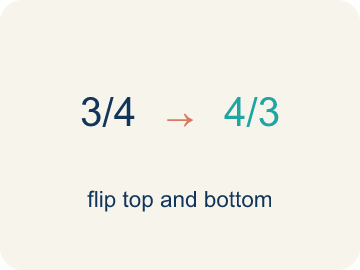 3/4 → 4/3
flip top and bottom